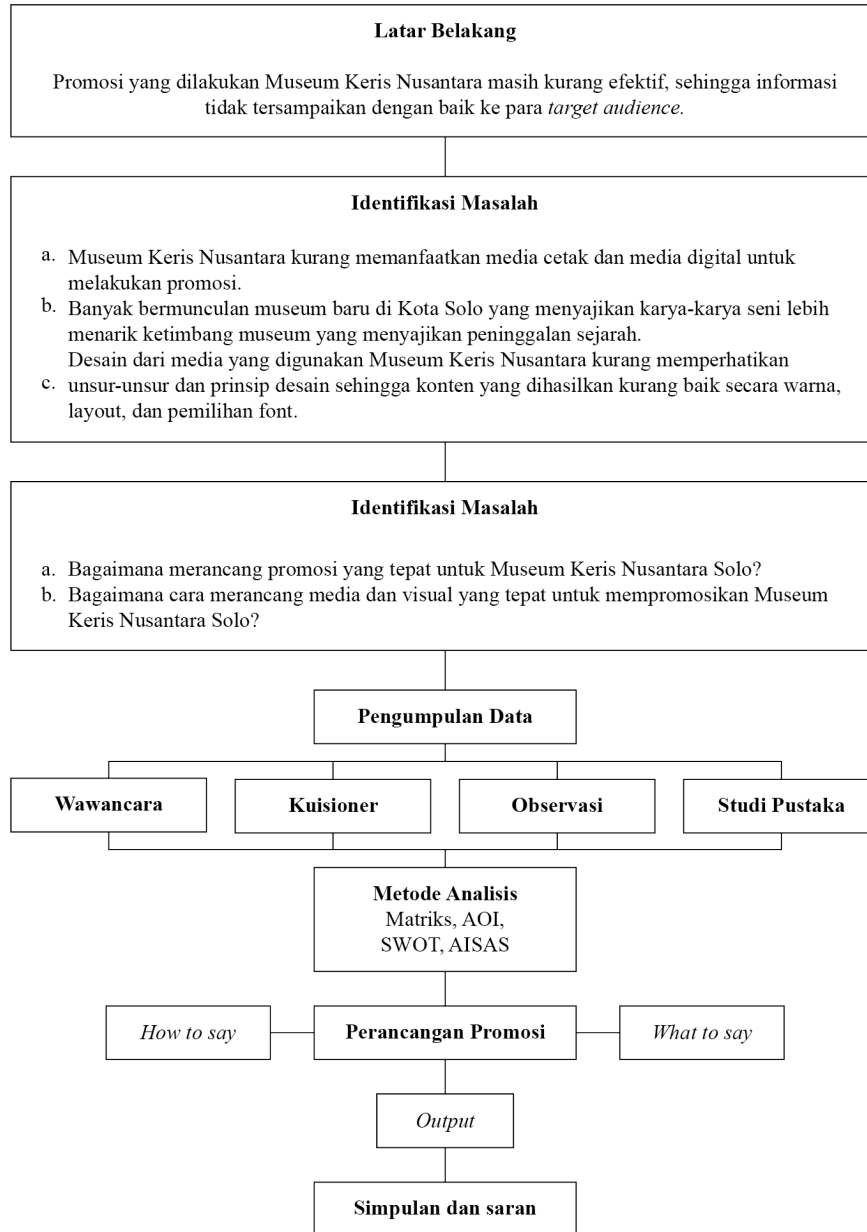 Latar Belakang
Promosi yang dilakukan Museum Keris Nusantara masih kurang efektif, sehingga informasi
tidak tersampaikan dengan baik ke para target audience.
Identifikasi Masalah
a. Museum Keris Nusantara kurang memanfaatkan media cetak dan media digital untuk
melakukan promosi.
b. Banyak bermunculan museum baru di Kota Solo yang menyajikan karya-karya seni lebih
menarik ketimbang museum yang menyajikan peninggalan sejarah.
Desain dari media yang digunakan Museum Keris Nusantara kurang memperhatikan
c. unsur-unsur dan prinsip desain sehingga konten yang dihasilkan kurang baik secara warna,
layout, dan pemilihan font.
Identifikasi Masalah
a. Bagaimana merancang promosi yang tepat untuk Museum Keris Nusantara Solo?
b. Bagaimana cara merancang media dan visual yang tepat untuk mempromosikan Museum
Keris Nusantara Solo?
Pengumpulan Data
Wawancara
Kuisioner
Observasi
Studi Pustaka
Metode Analisis
Matriks, AOI,
SWOT, AISAS
How to say
Perancangan Promosi
What to say
Output
Simpulan dan saran